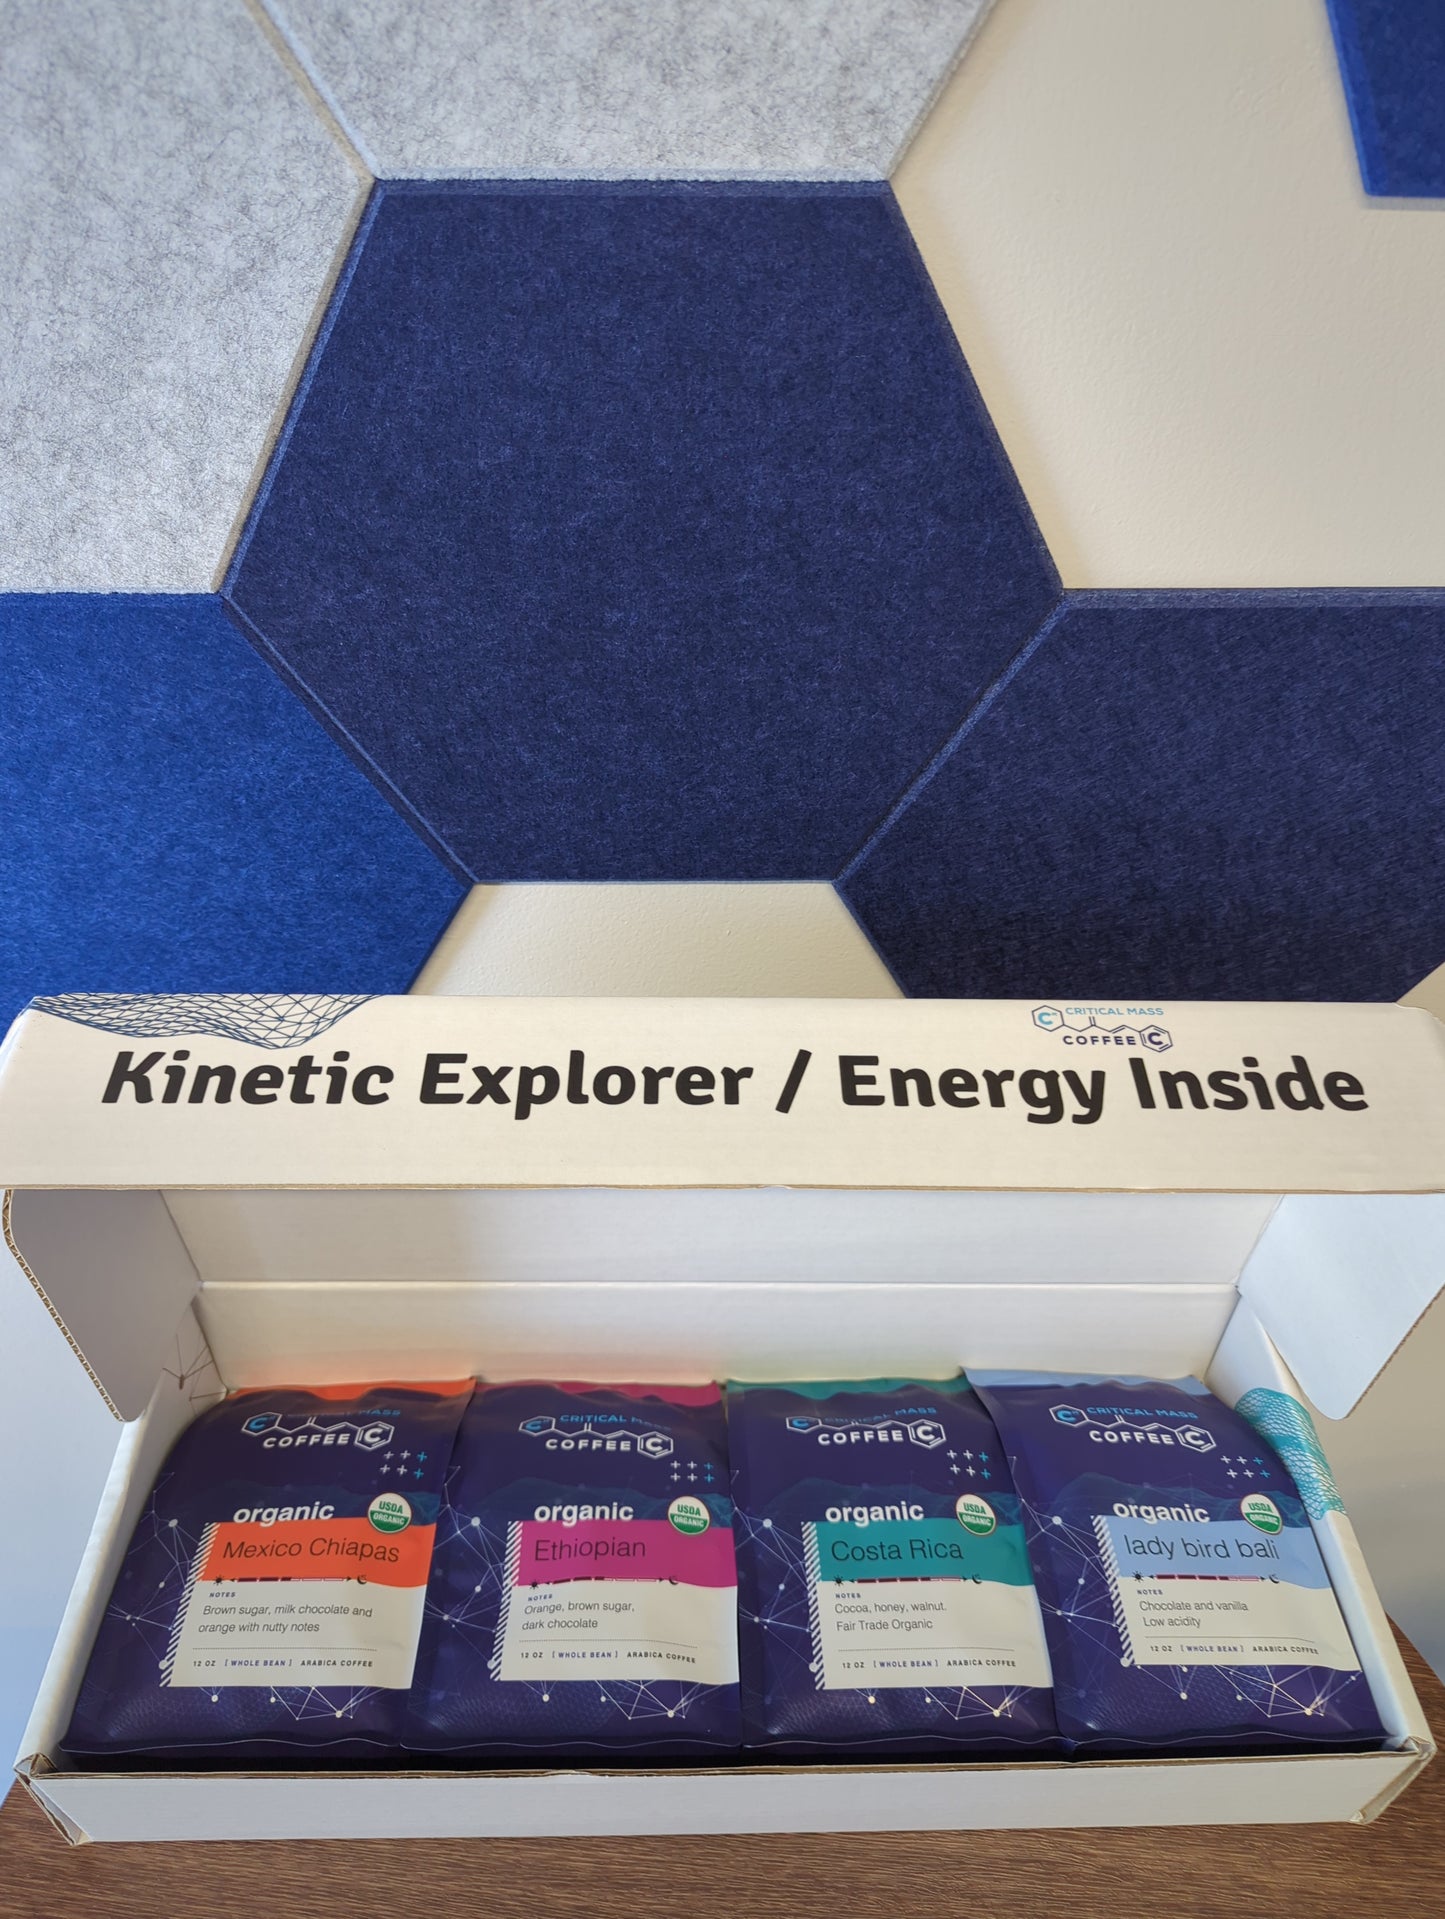 C CRITICAL MASS
COFFEE C
Kinetic Explorer / Energy Inside
C CRITICAL MASS
COFFEE C
organic
USDA
ORGANIC
Mexico Chiapas
NOTES
Brown sugar, milk chocolate and
orange with nutty notes
12 OZ [ WHOLE BEAN ] ARABICA COFFEE
C CRITICAL MASS
COFFEE C
organic
USDA
ORGANIC
Ethiopian
NOTES
Orange, brown sugar,
dark chocolate
12 OZ [ WHOLE BEAN ] ARABICA COFFEE
C CRITICAL MASS
COFFEE C
organic
USDA
ORGANIC
Costa Rica
NOTES
Cocoa, honey, walnut.
Fair Trade Organic
12 OZ [ WHOLE BEAN ] ARABICA COFFEE
C CRITICAL MASS
COFFEE C
organic
USDA
ORGANIC
lady bird bali
NOTES
Chocolate and vanilla
Low acidity
12 OZ [ WHOLE BEAN ] ARABICA COFFEE